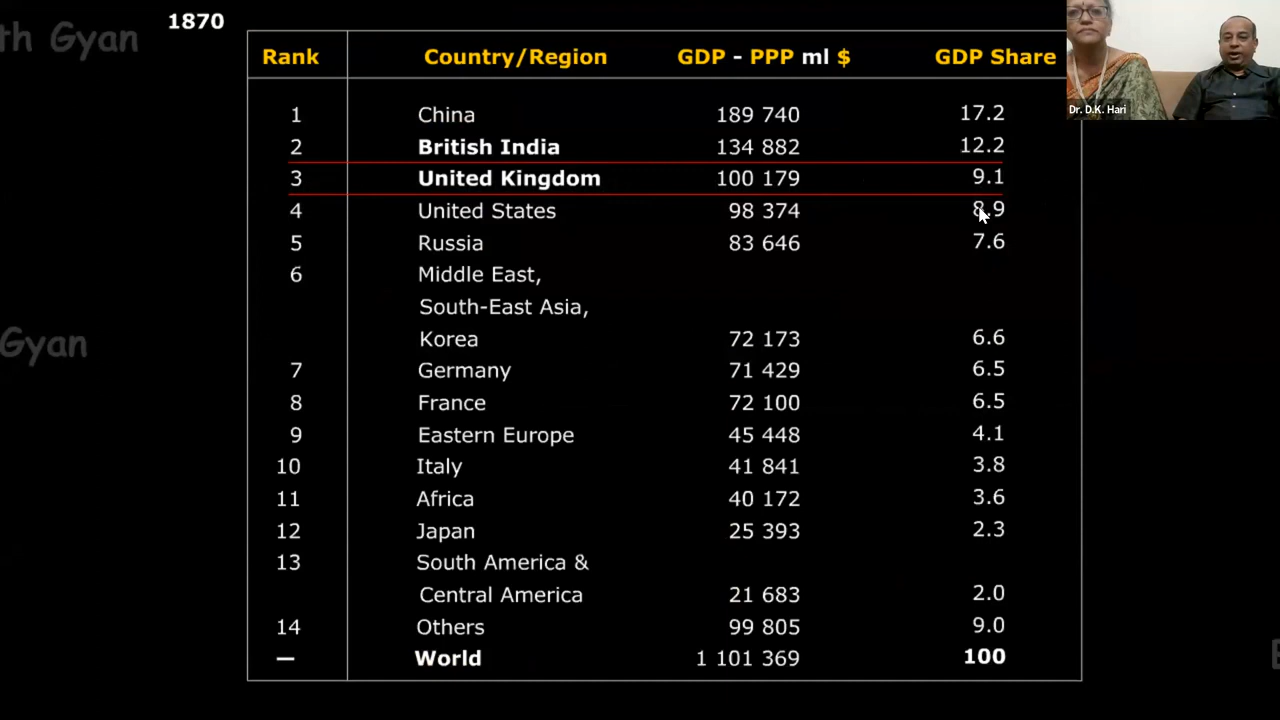 1870
th Gyan
Rank Country/Region GDP - PPP ml $ GDP Share
1 China 189 740 17.2
2 British India 134 882 12.2
3 United Kingdom 100 179 9.1
4 United States 98 374 8.9
5 Russia 83 646 7.6
6 Middle East,
South-East Asia,
Korea 72 173 6.6
7 Germany 71 429 6.5
8 France 72 100 6.5
9 Eastern Europe 45 448 4.1
10 Italy 41 841 3.8
11 Africa 40 172 3.6
12 Japan 25 393 2.3
13 South America &
Central America 21 683 2.0
14 Others 99 805 9.0
— World 1 101 369 100
Gyan
Dr. D.K. Hari